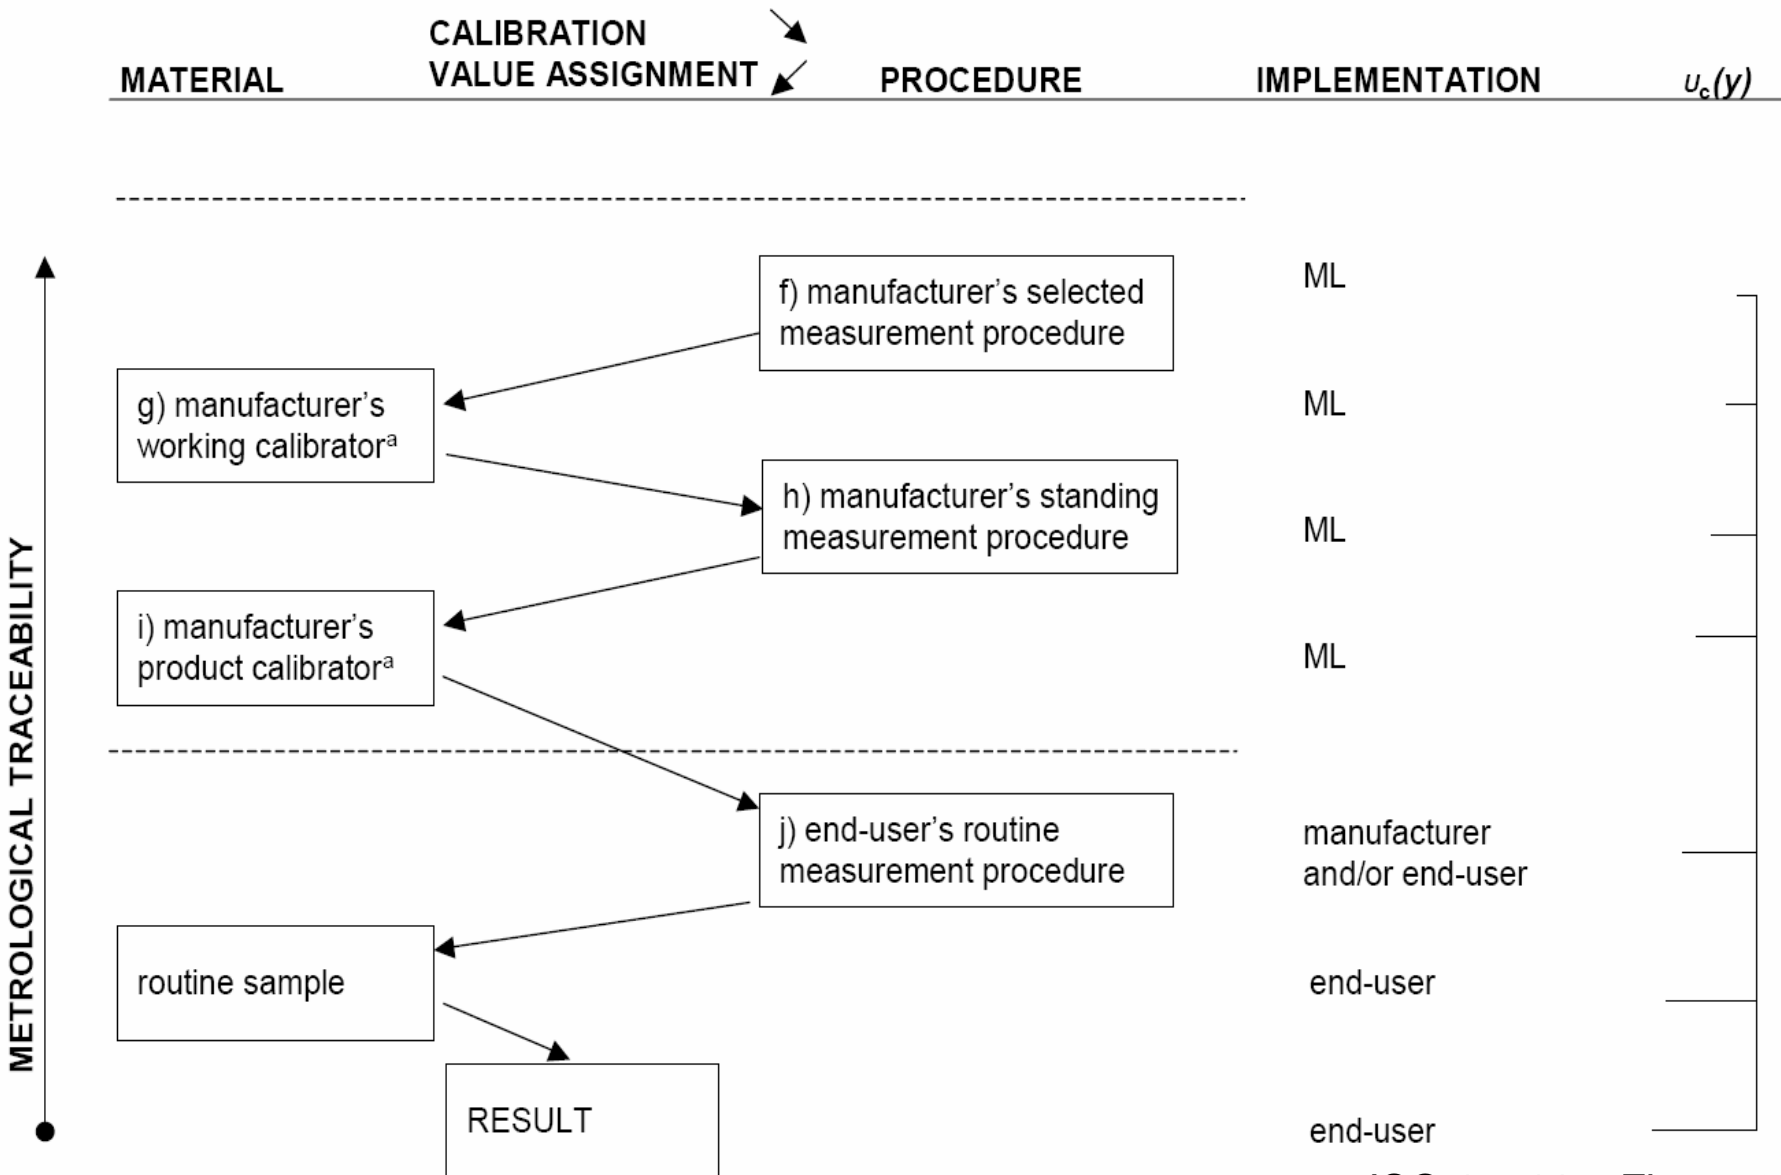 CALIBRATION
VALUE ASSIGNMENT
MATERIAL
PROCEDURE
IMPLEMENTATION
uc(y)
f) manufacturer's selected
measurement procedure
ML
g) manufacturer's
working calibratorᵃ
ML
h) manufacturer's standing
measurement procedure
ML
i) manufacturer's
product calibratorᵃ
ML
METROLOGICAL TRACEABILITY
j) end-user's routine
measurement procedure
manufacturer
and/or end-user
routine sample
end-user
RESULT
end-user